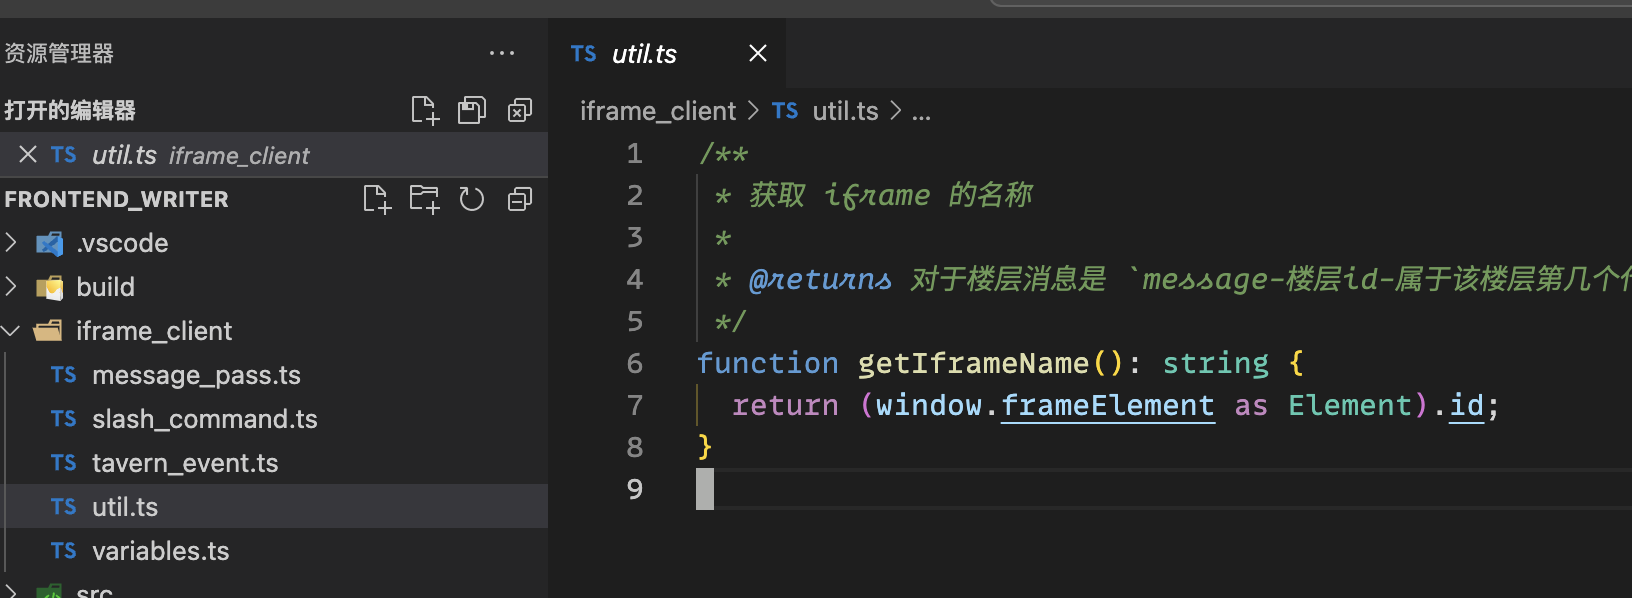 资源管理器
打开的编辑器
TS util.ts iframe_client
FRONTEND_WRITER
.vscode
build
iframe_client
TS message_pass.ts
TS slash_command.ts
TS tavern_event.ts
TS util.ts
TS variables.ts
src
TS util.ts
iframe_client > TS util.ts > ...
1 /**
2 * 获取 iframe 的名称
3 *
4 * @returns 对于楼层消息是 `message-楼层id-属于该楼层第几个
5 */
6 function getIframeName(): string {
7 return (window.frameElement as Element).id;
8 }
9